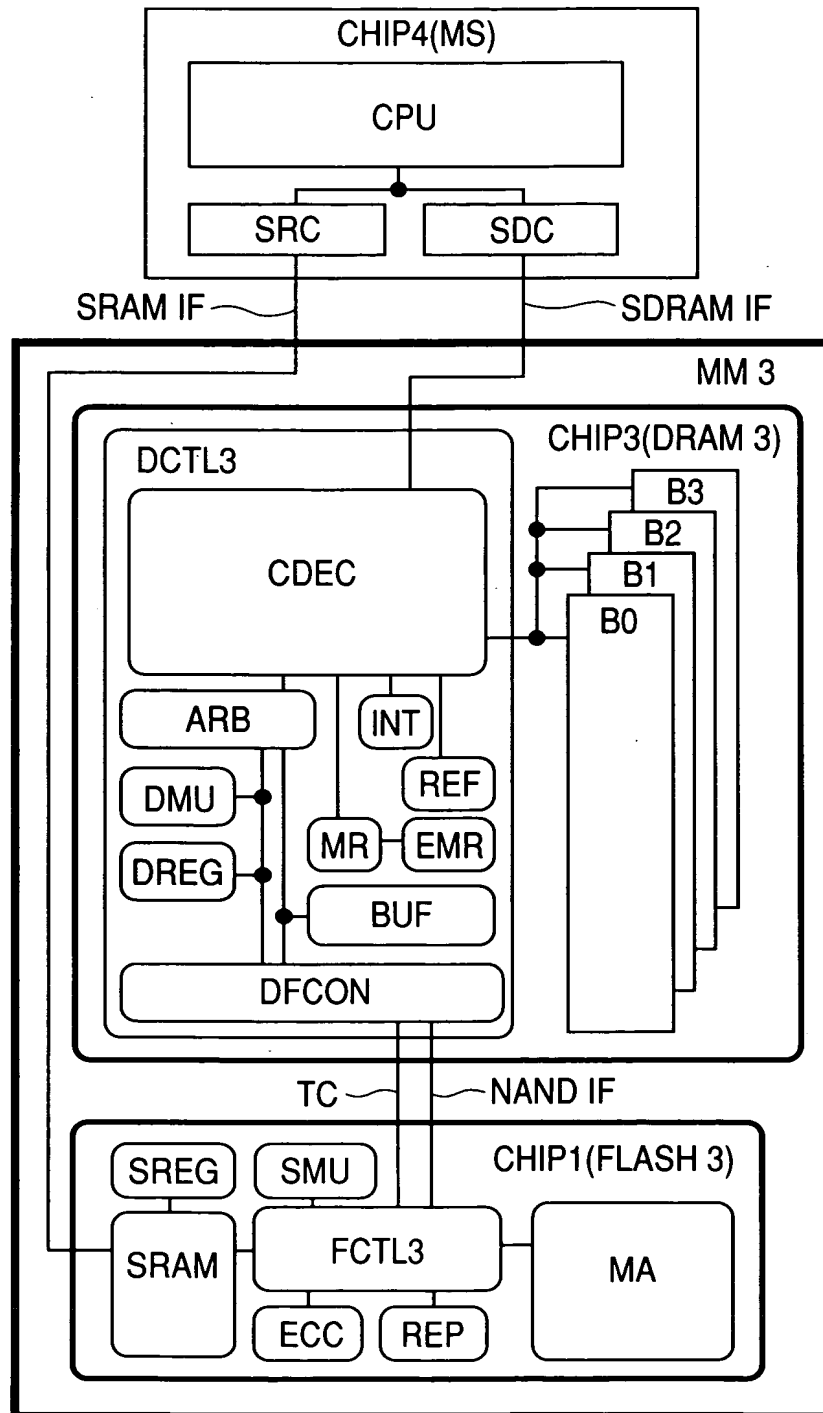 CHIP4(MS)
CPU
SRC
SDC
SRAM IF
SDRAM IF
MM 3
CHIP3(DRAM 3)
DCTL3
B3
B2
CDEC
B1
B0
ARB
INT
REF
DMU
MR
EMR
DREG
BUF
DFCON
TC
NAND IF
SREG
SMU
CHIP1(FLASH 3)
SRAM
FCTL3
MA
ECC
REP